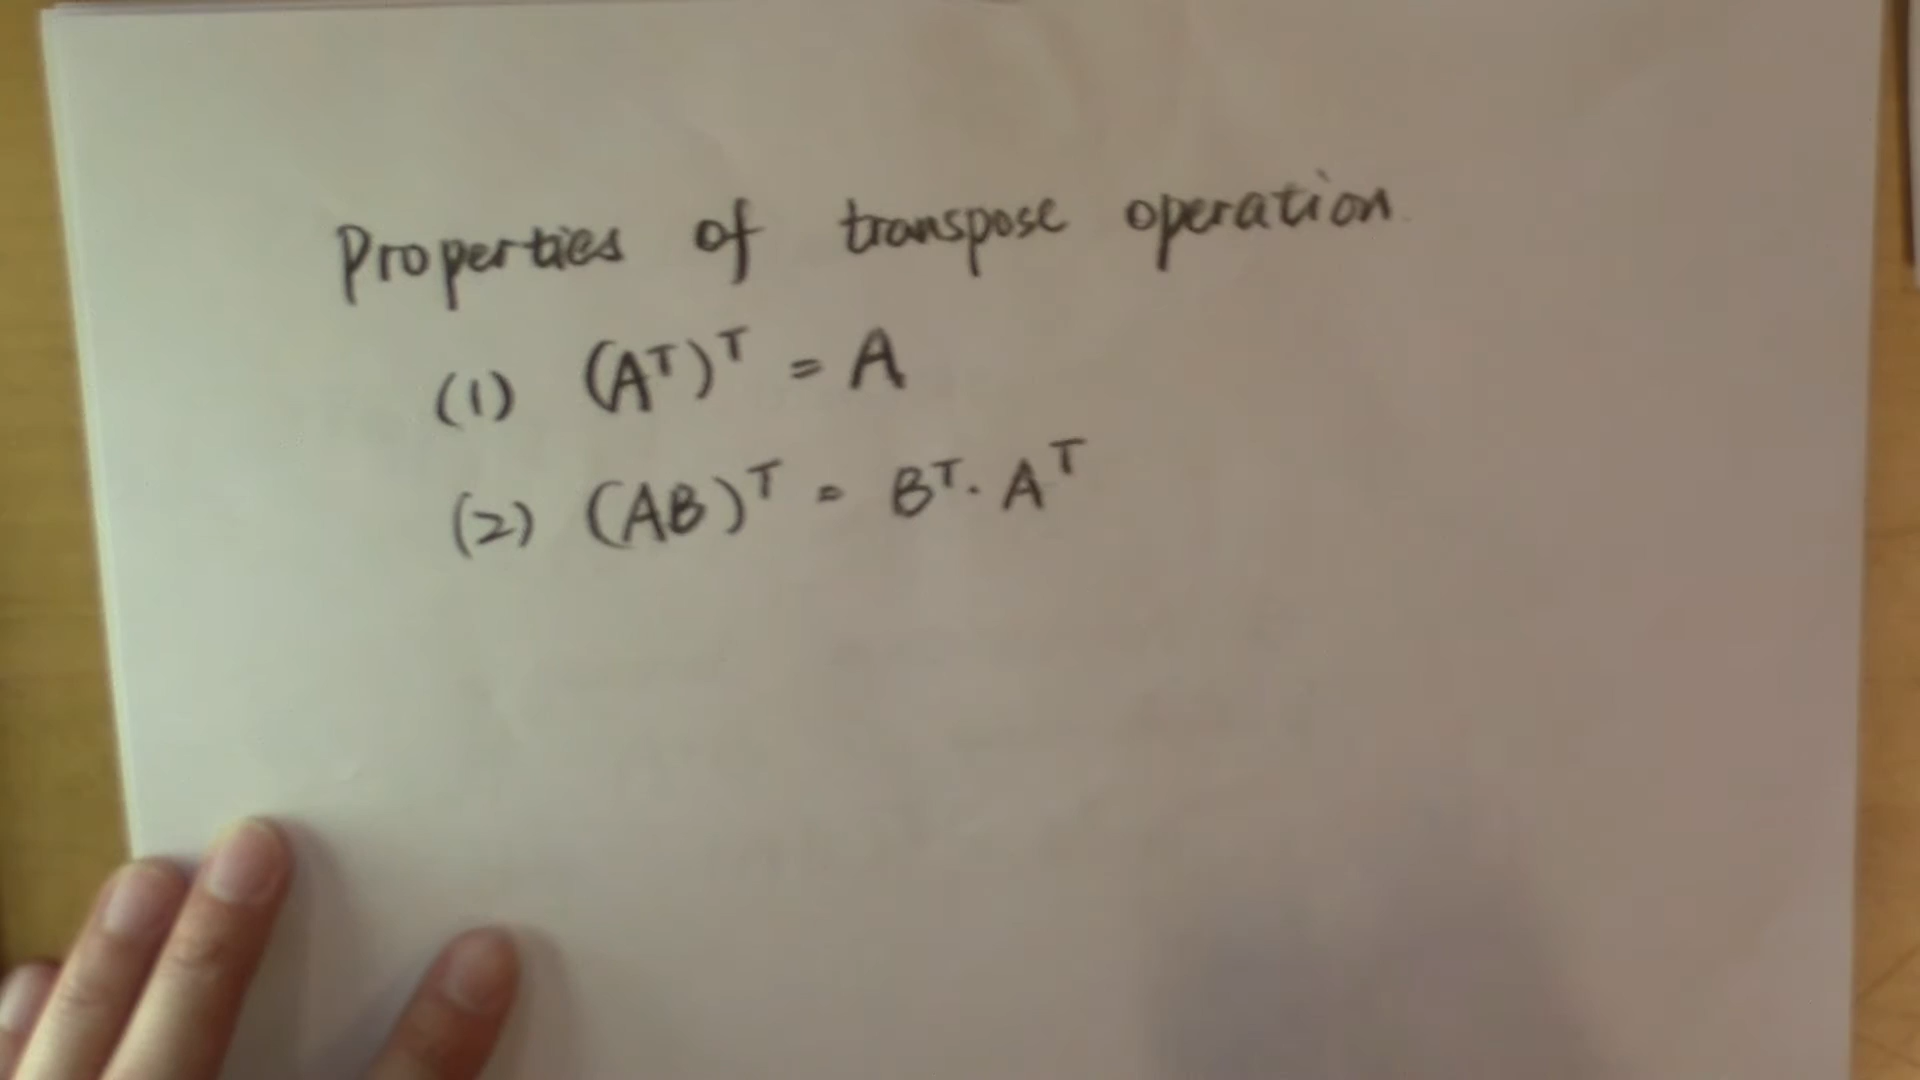 Properties of transpose operation
(1) (Aᵀ)ᵀ = A
(2) (AB)ᵀ = Bᵀ · Aᵀ